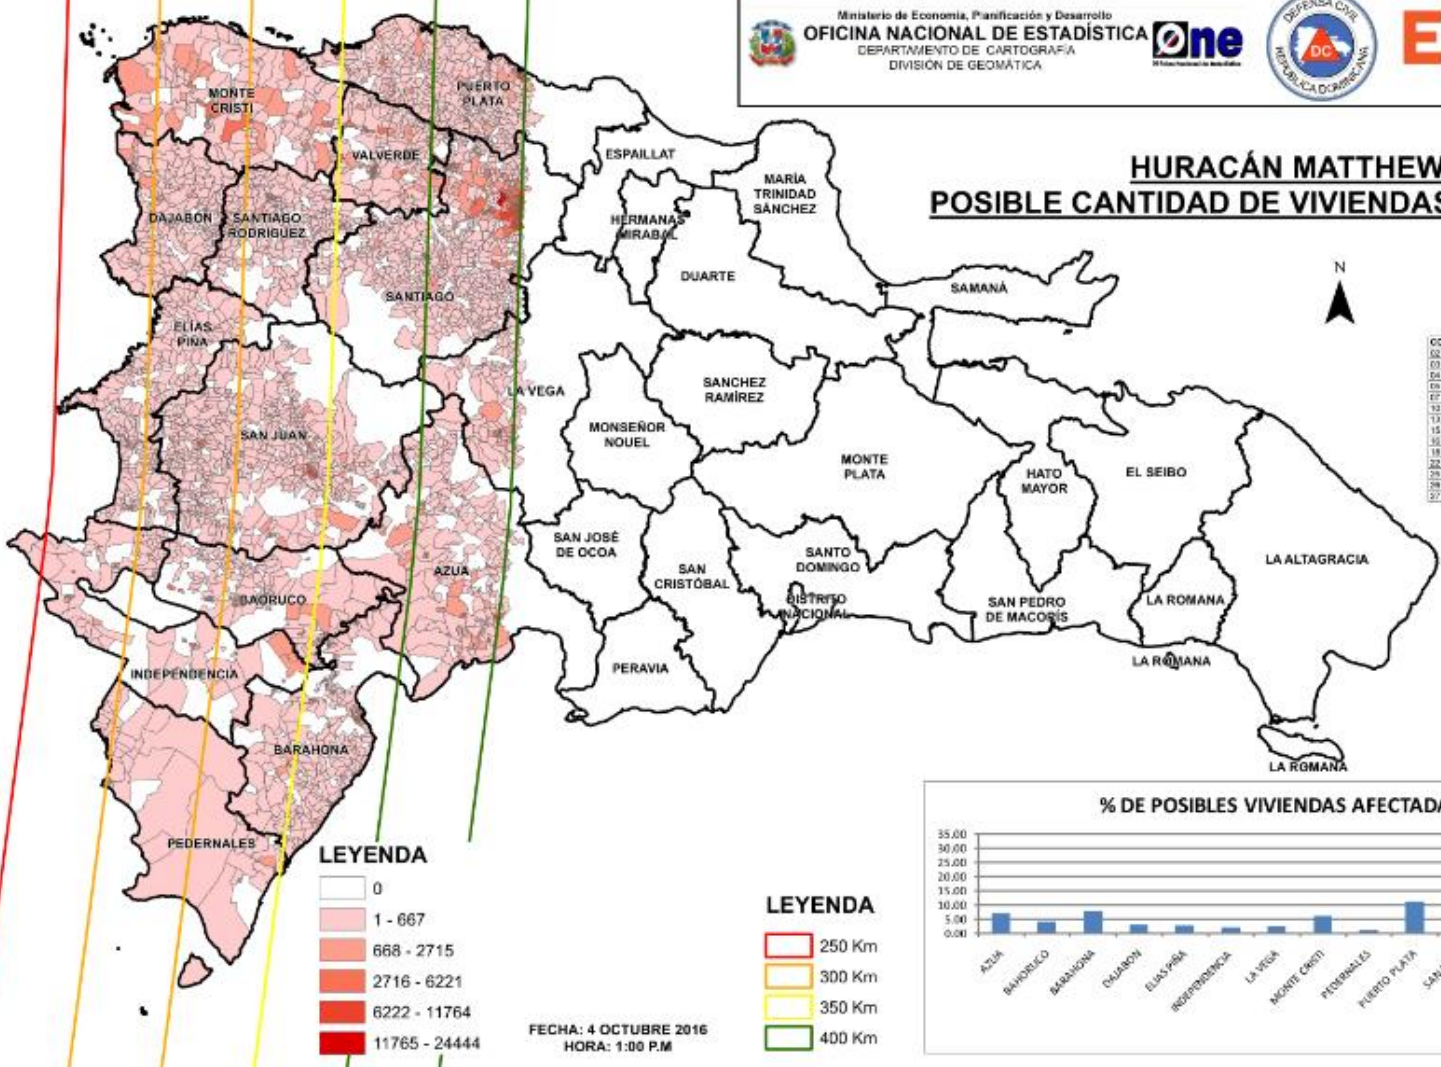 Ministerio de Economía, Planificación y Desarrollo
OFICINA NACIONAL DE ESTADÍSTICA
DEPARTAMENTO DE CARTOGRAFÍA
DIVISIÓN DE GEOMÁTICA
One
DEFENSA CIVIL
DC
REPÚBLICA DOMINICANA
E
HURACÁN MATTHEW
POSIBLE CANTIDAD DE VIVIENDAS
N
MONTE
CRISTI
PUERTO
PLATA
VALVERDE
ESPAILLAT
MARÍA
TRINIDAD
SÁNCHEZ
DAJABÓN
SANTIAGO
RODRÍGUEZ
HERMANAS
MIRABAL
DUARTE
SAMANÁ
SANTIAGO
ELÍAS
PIÑA
LA VEGA
SANCHEZ
RAMÍREZ
SAN JUAN
MONSEÑOR
NOUEL
MONTE
PLATA
HATO
MAYOR
EL SEIBO
SAN JOSÉ
DE OCOA
SANTO
DOMINGO
LA ALTAGRACIA
AZUA
SAN
CRISTÓBAL
BAORUCO
DISTRITO
NACIONAL
SAN PEDRO
DE MACORÍS
LA ROMANA
INDEPENDENCIA
PERAVIA
LA ROMANA
BARAHONA
LA ROMANA
PEDERNALES
LEYENDA
0
1 - 667
668 - 2715
2716 - 6221
6222 - 11764
11765 - 24444
FECHA: 4 OCTUBRE 2016
HORA: 1:00 P.M
LEYENDA
250 Km
300 Km
350 Km
400 Km
% DE POSIBLES VIVIENDAS AFECTADA
35.00
30.00
25.00
20.00
15.00
10.00
5.00
0.00
AZUA
BAHORUCO
BARAHONA
DAJABON
ELIAS PIÑA
INDEPENDENCIA
LA VEGA
MONTE CRISTI
PEDERNALES
PUERTO PLATA
SAN